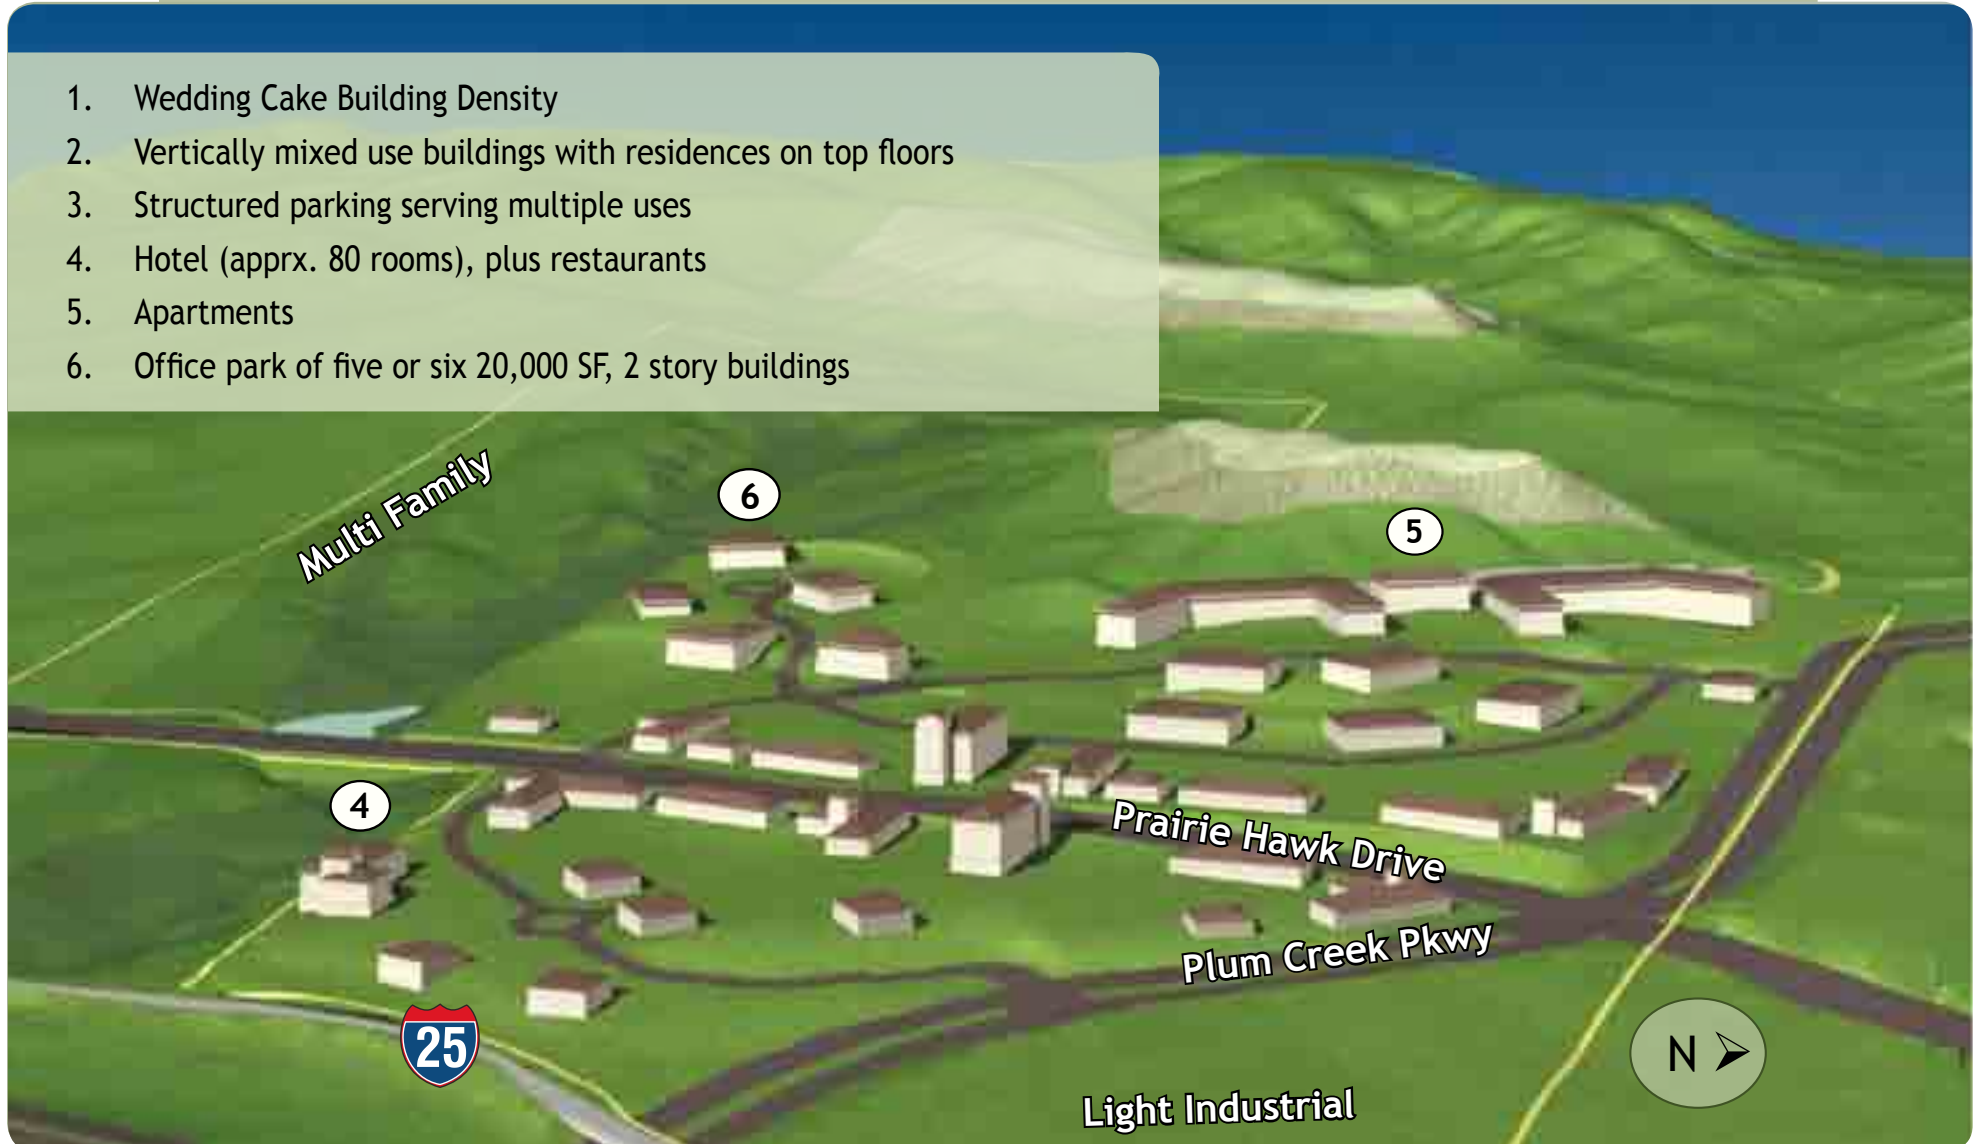 1. Wedding Cake Building Density
2. Vertically mixed use buildings with residences on top floors
3. Structured parking serving multiple uses
4. Hotel (apprx. 80 rooms), plus restaurants
5. Apartments
6. Office park of five or six 20,000 SF, 2 story buildings
Multi Family
6
5
4
Prairie Hawk Drive
Plum Creek Pkwy
25
N
Light Industrial